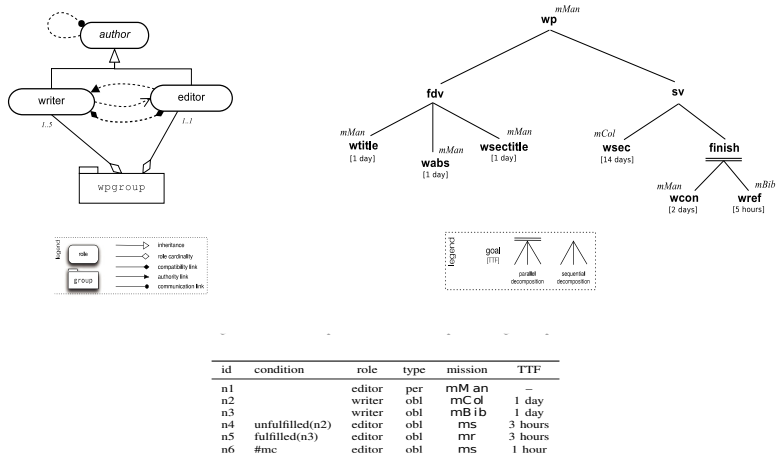 author
writer
editor
1..5
1..1
wpgroup
legend
role
group
inheritance
role cardinality
compatibility link
authority link
communication link
mMan
wp
fdv
sv
mMan
wtitle
[1 day]
mMan
wabs
[1 day]
mMan
wsectitle
[1 day]
mCol
wsec
[14 days]
finish
mMan
wcon
[2 days]
mBib
wref
[5 hours]
legend
goal
[TTF]
parallel
decomposition
sequential
decomposition
id condition role type mission TTF
n1 editor per mMan –
n2 writer obl mCol 1 day
n3 writer obl mBib 1 day
n4 unfulfilled(n2) editor obl ms 3 hours
n5 fulfilled(n3) editor obl mr 3 hours
n6 #mc editor obl ms 1 hour